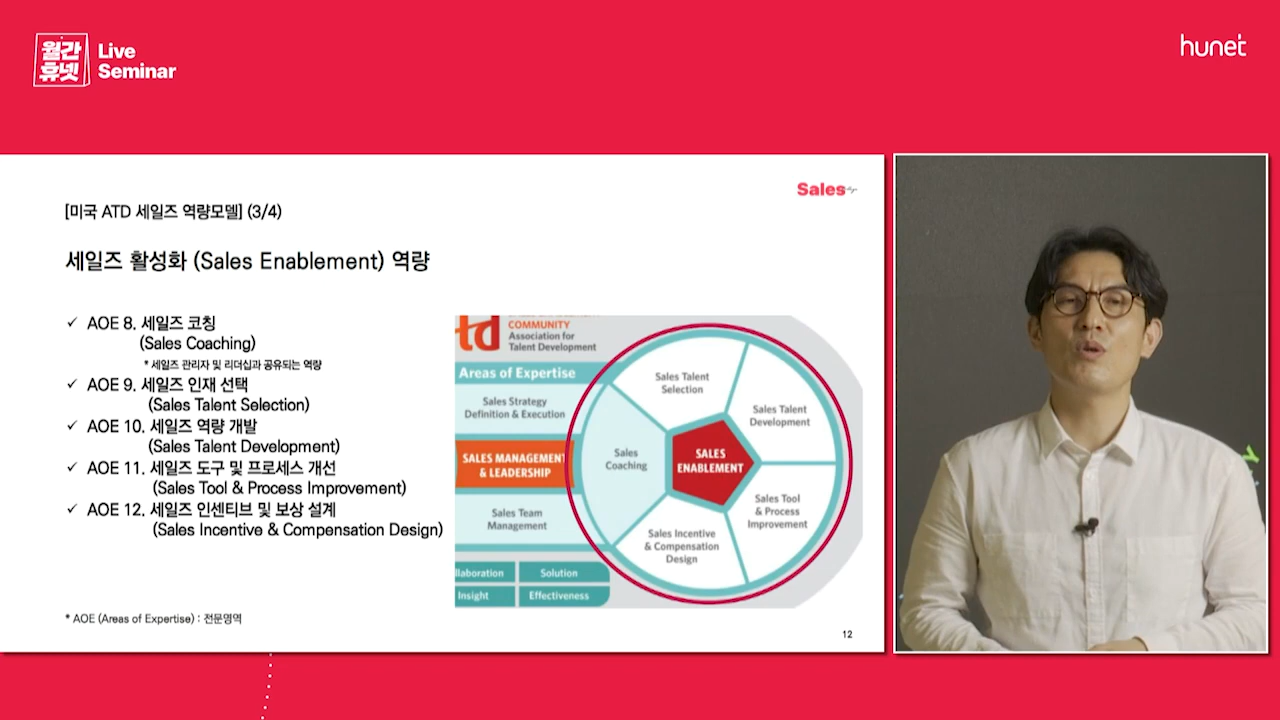 월간
휴넷
Live
Seminar
hunet
Sales
[미국 ATD 세일즈 역량모델] (3/4)
세일즈 활성화 (Sales Enablement) 역량
✓ AOE 8. 세일즈 코칭
(Sales Coaching)
* 세일즈 관리자 및 리더십과 공유되는 역량
✓ AOE 9. 세일즈 인재 선택
(Sales Talent Selection)
✓ AOE 10. 세일즈 역량 개발
(Sales Talent Development)
✓ AOE 11. 세일즈 도구 및 프로세스 개선
(Sales Tool & Process Improvement)
✓ AOE 12. 세일즈 인센티브 및 보상 설계
(Sales Incentive & Compensation Design)
td
COMMUNITY
Association for
Talent Development
Areas of Expertise
Sales Strategy
Definition & Execution
SALES MANAGEMENT
& LEADERSHIP
Sales Team
Management
llaboration
Solution
Insight
Effectiveness
Sales Talent
Selection
Sales Talent
Development
Sales
Coaching
SALES
ENABLEMENT
Sales Tool
& Process
Improvement
Sales Incentive
& Compensation
Design
* AOE (Areas of Expertise) : 전문영역
12